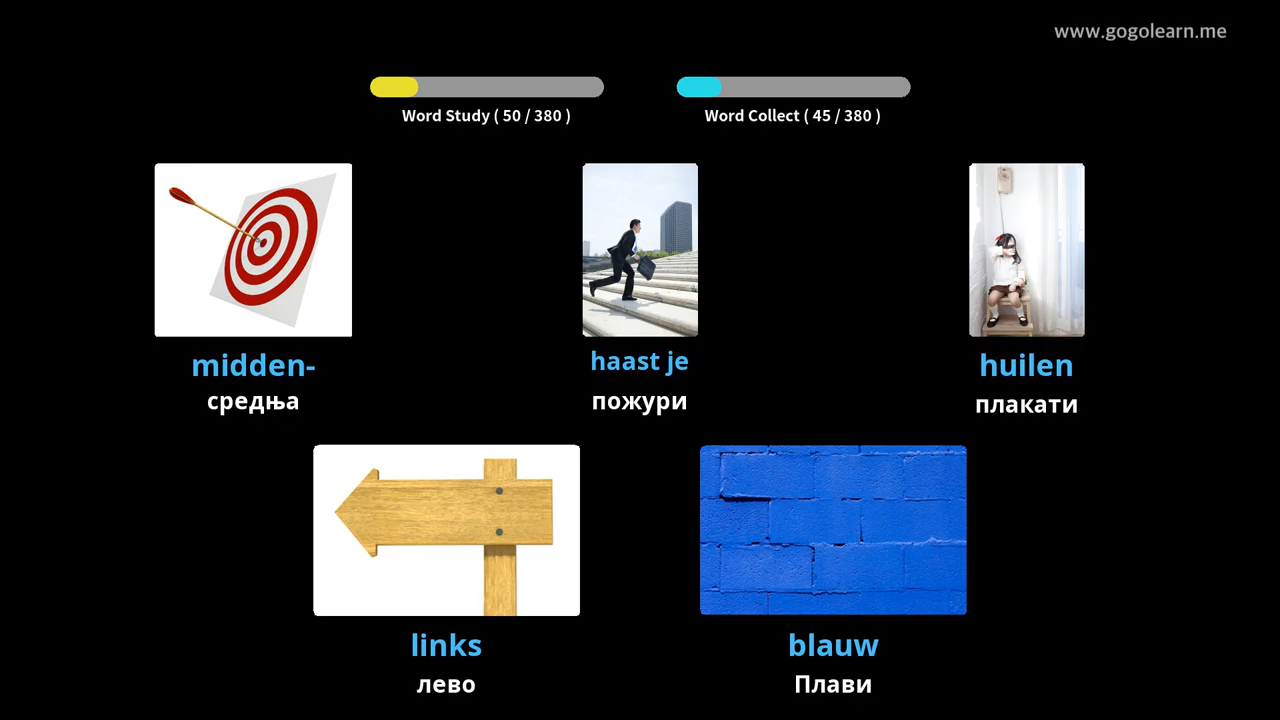 www.gogolearn.me
Word Study ( 50 / 380 )
Word Collect ( 45 / 380 )
midden-
средња
haast je
пожури
huilen
плакати
links
лево
blauw
Плави